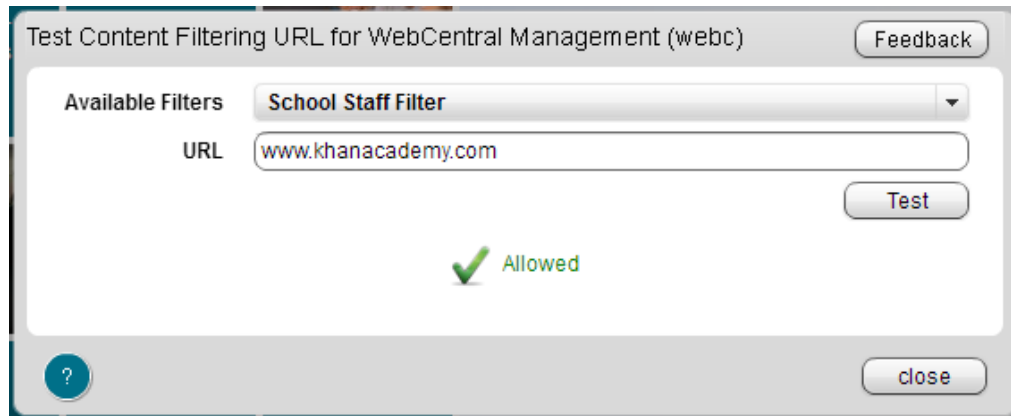 Test Content Filtering URL for WebCentral Management (webc)
Feedback
Available Filters School Staff Filter
URL www.khanacademy.com
Test
Allowed
?
close